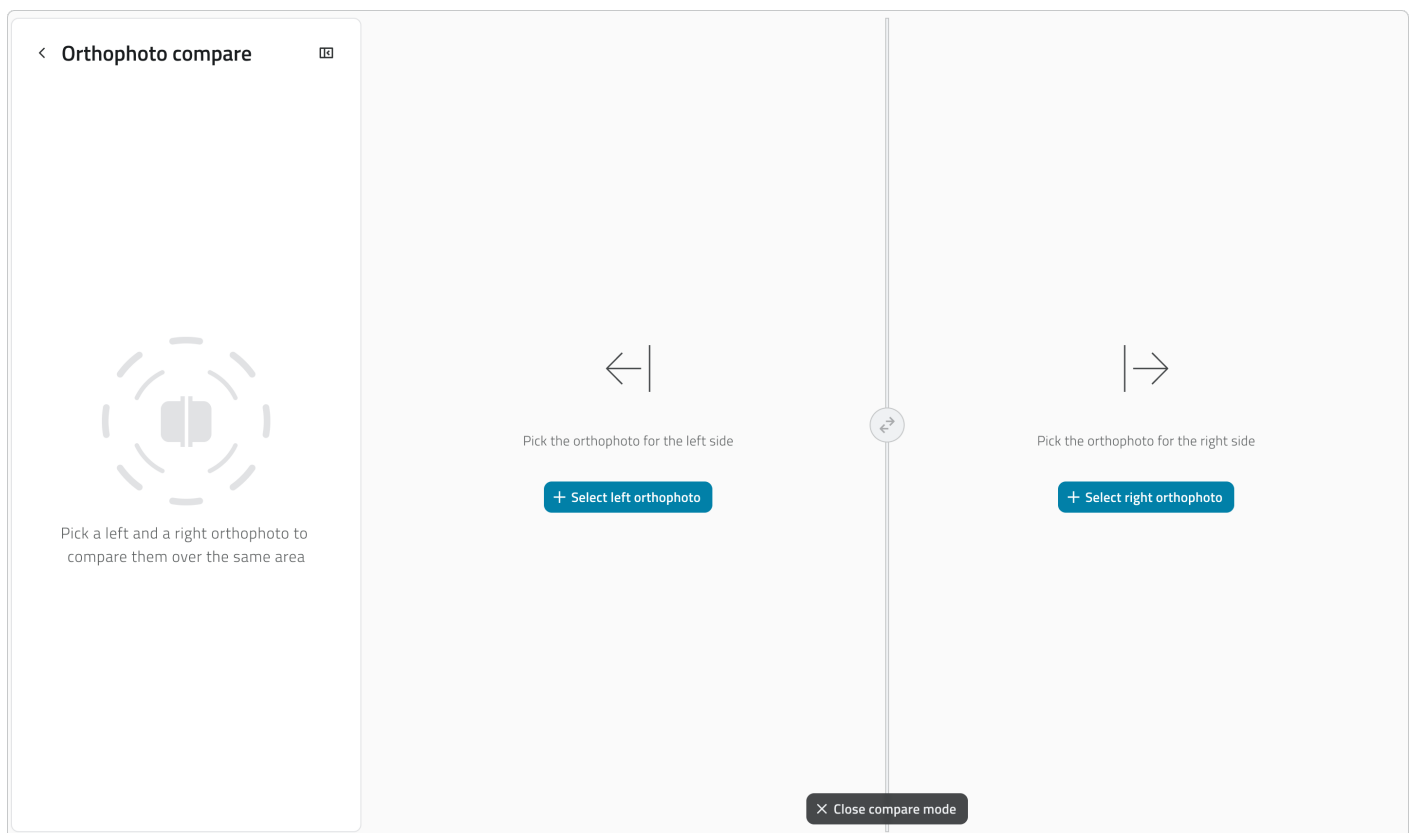 Orthophoto compare
Pick a left and a right orthophoto to
compare them over the same area
Pick the orthophoto for the left side
Select left orthophoto
Pick the orthophoto for the right side
Select right orthophoto
Close compare mode